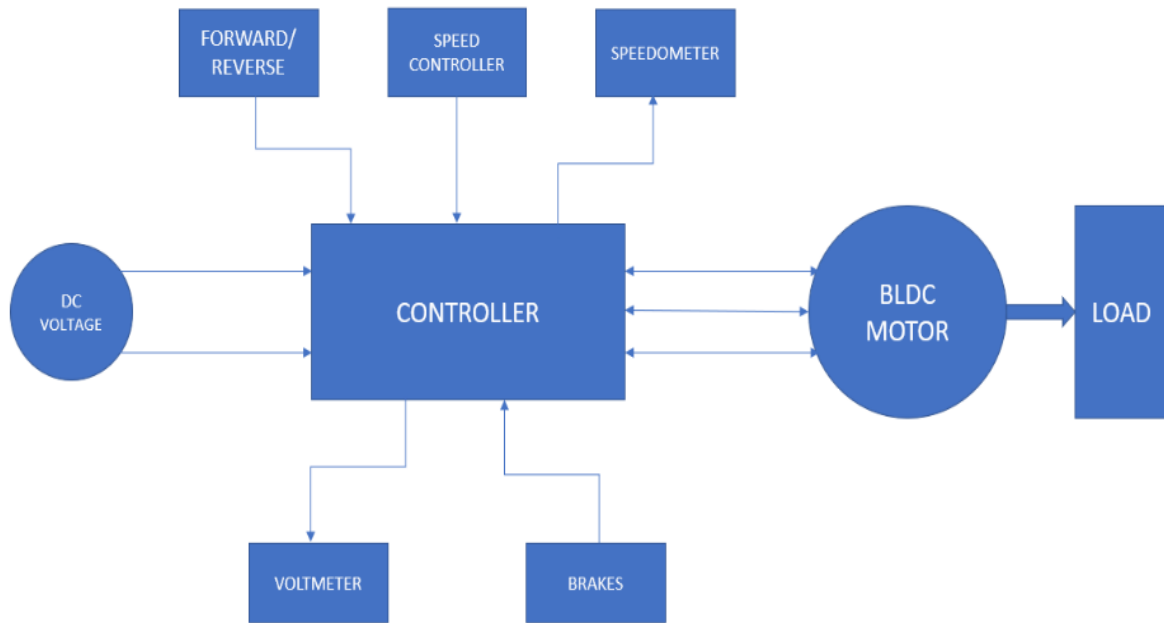 FORWARD/
REVERSE
SPEED
CONTROLLER
SPEEDOMETER
DC
VOLTAGE
CONTROLLER
BLDC
MOTOR
LOAD
VOLTMETER
BRAKES